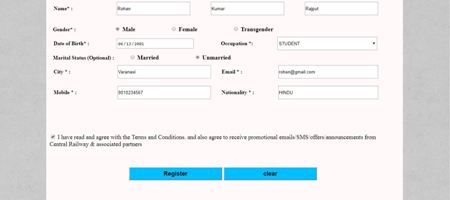 Name* : Rohan Kumar Rajput
Gender* : Male Female Transgender
Date of Birth* : 06/13/2001 Occupation * : STUDENT
Marital Status (Optional) : Married Unmarried
City * : Varanasi Email * : rohan@gmail.com
Mobile * : 9010234567 Nationality * : HINDU
I have read and agree with the Terms and Conditions. and also agree to receive promotional emails/SMS/offers/announcements from
Central Railway & associated partners
Register clear